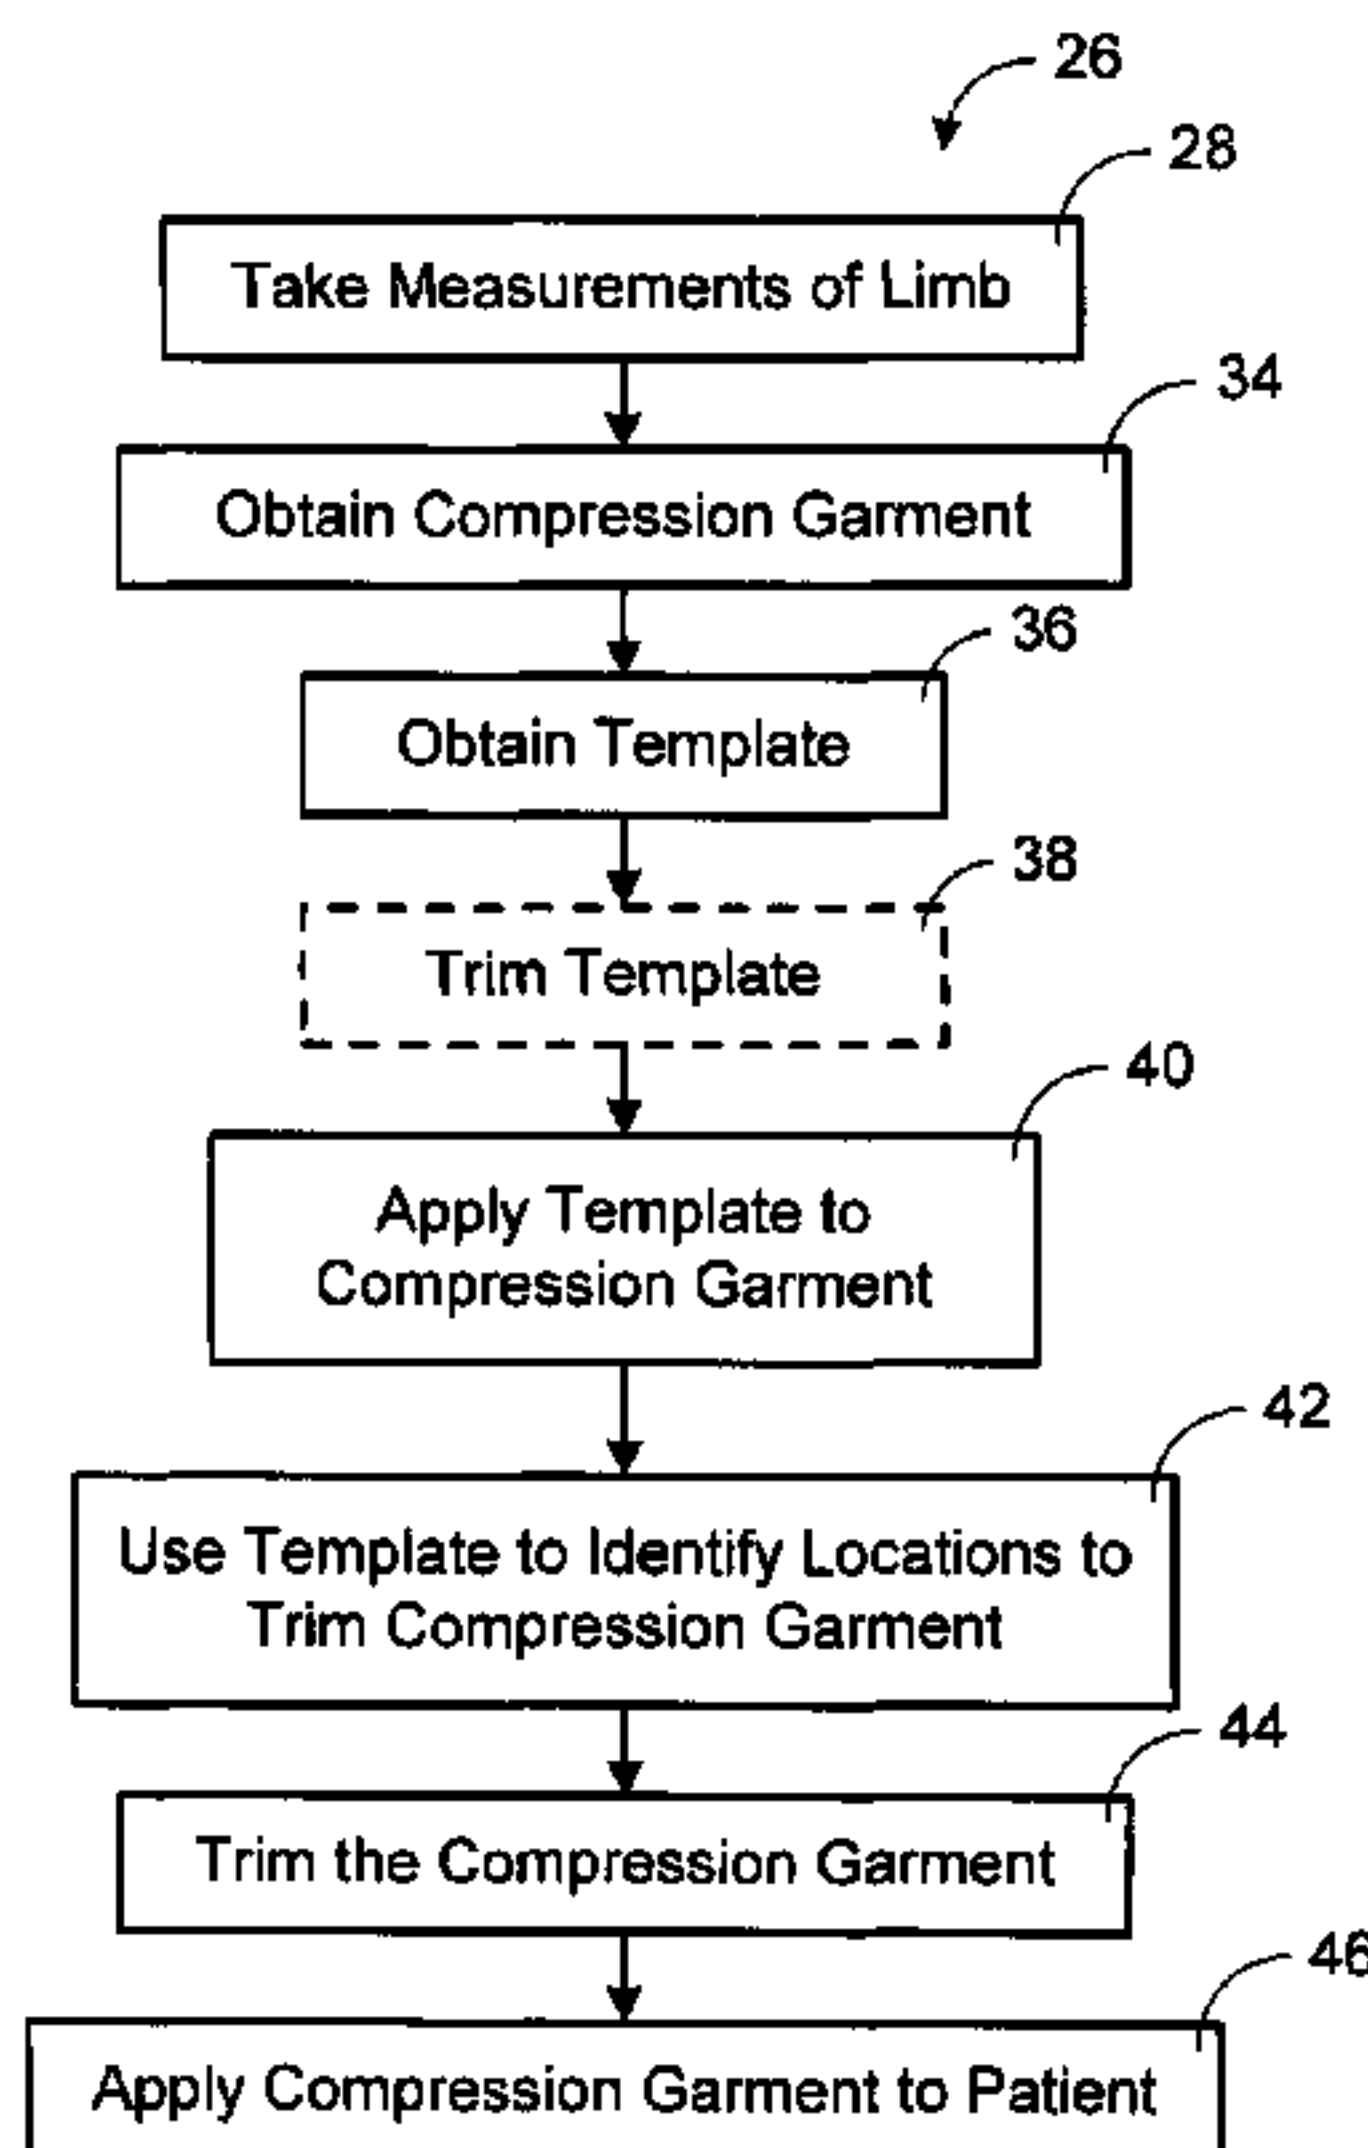 26
28
Take Measurements of Limb
34
Obtain Compression Garment
36
Obtain Template
38
Trim Template
40
Apply Template to
Compression Garment
42
Use Template to Identify Locations to
Trim Compression Garment
44
Trim the Compression Garment
46
Apply Compression Garment to Patient